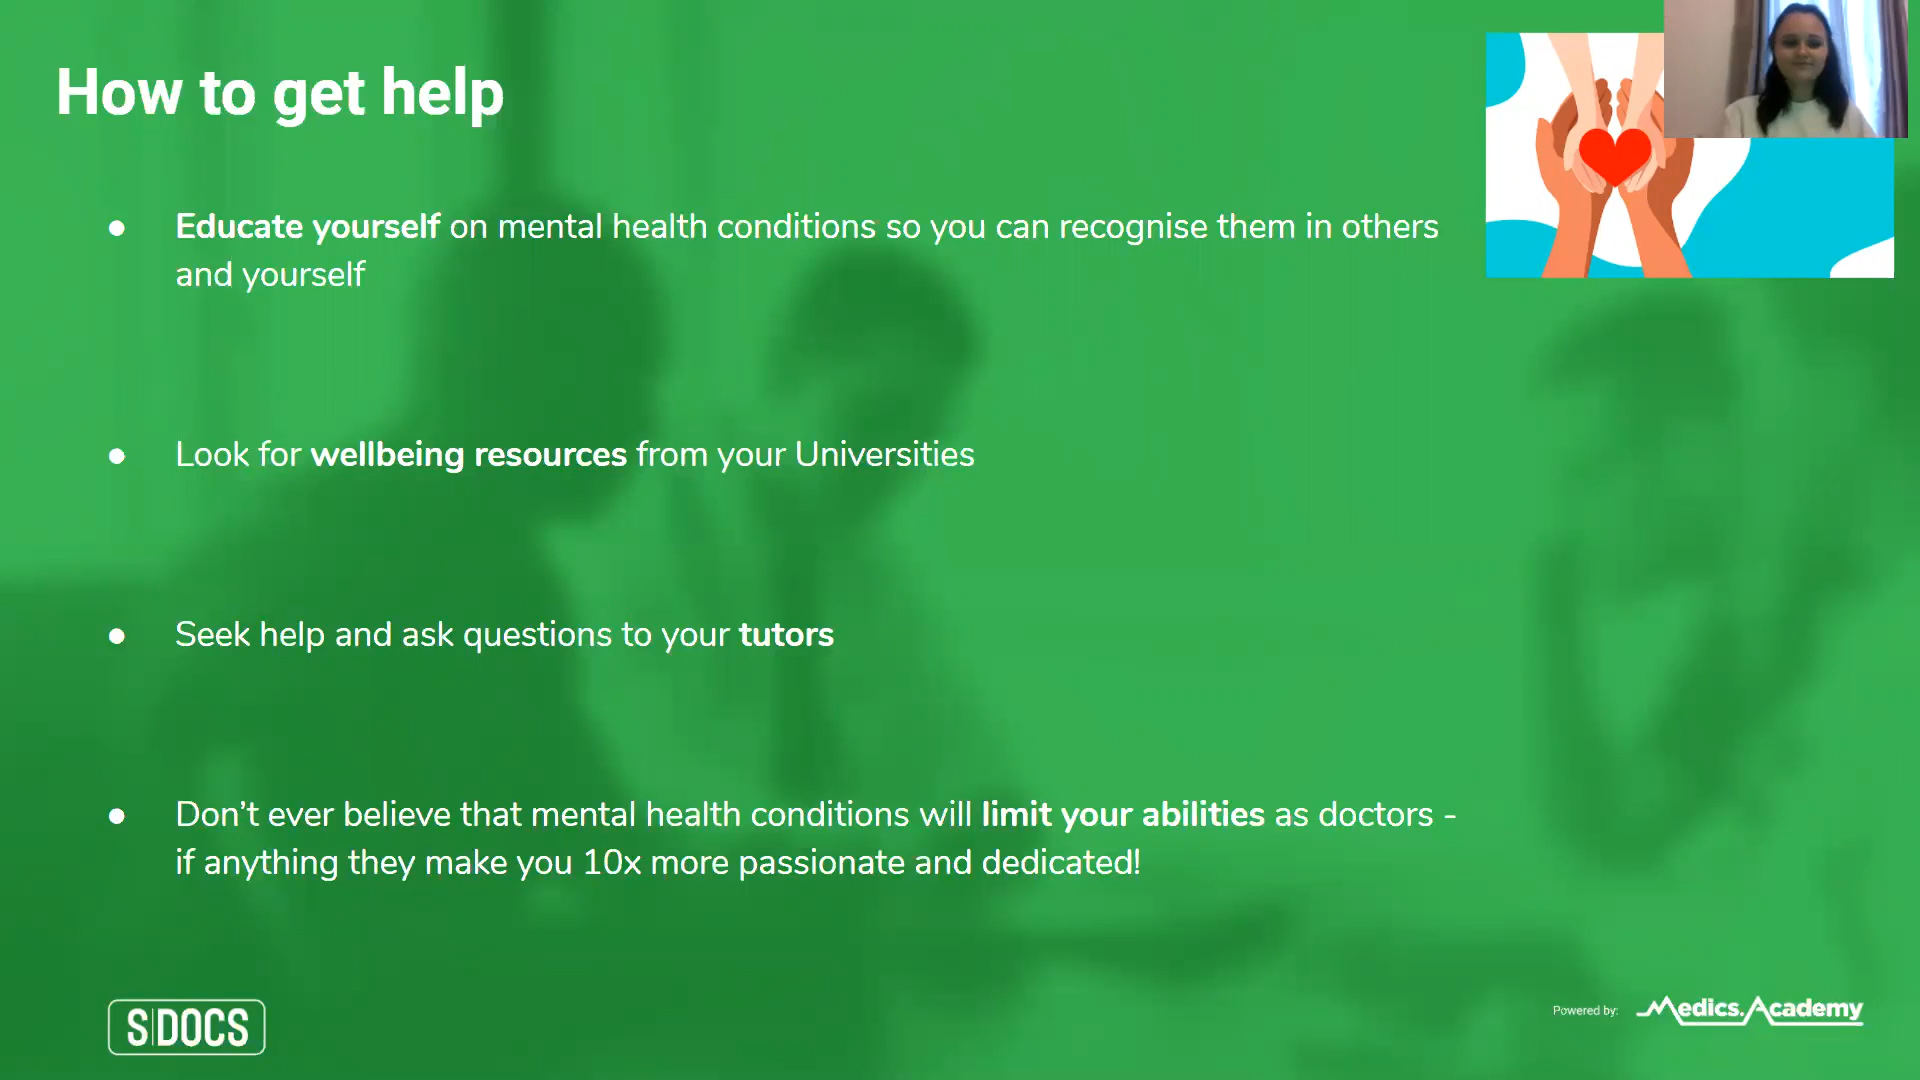 How to get help
● Educate yourself on mental health conditions so you can recognise them in others
and yourself
● Look for wellbeing resources from your Universities
● Seek help and ask questions to your tutors
● Don’t ever believe that mental health conditions will limit your abilities as doctors -
if anything they make you 10x more passionate and dedicated!
S|DOCS
Powered by: Medics.Academy